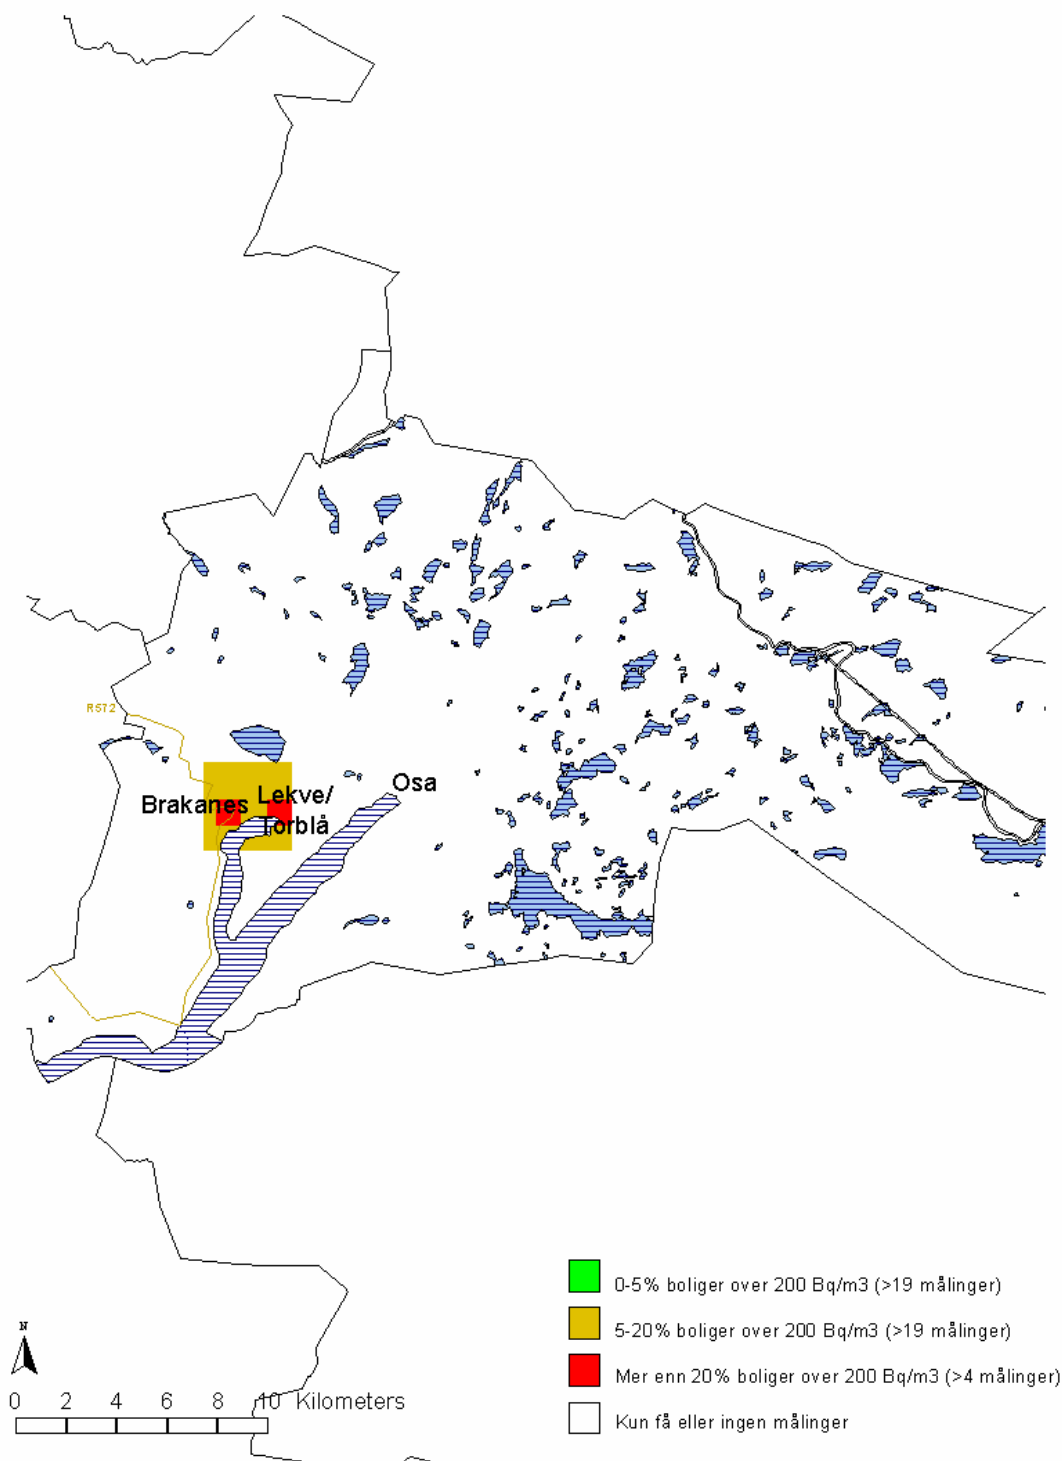 R572
Osa
Brakanes
Lekve/
Torblå
0-5% boliger over 200 Bq/m3 (>19 målinger)
5-20% boliger over 200 Bq/m3 (>19 målinger)
Mer enn 20% boliger over 200 Bq/m3 (>4 målinger)
Kun få eller ingen målinger
N
0 2 4 6 8 10 Kilometers